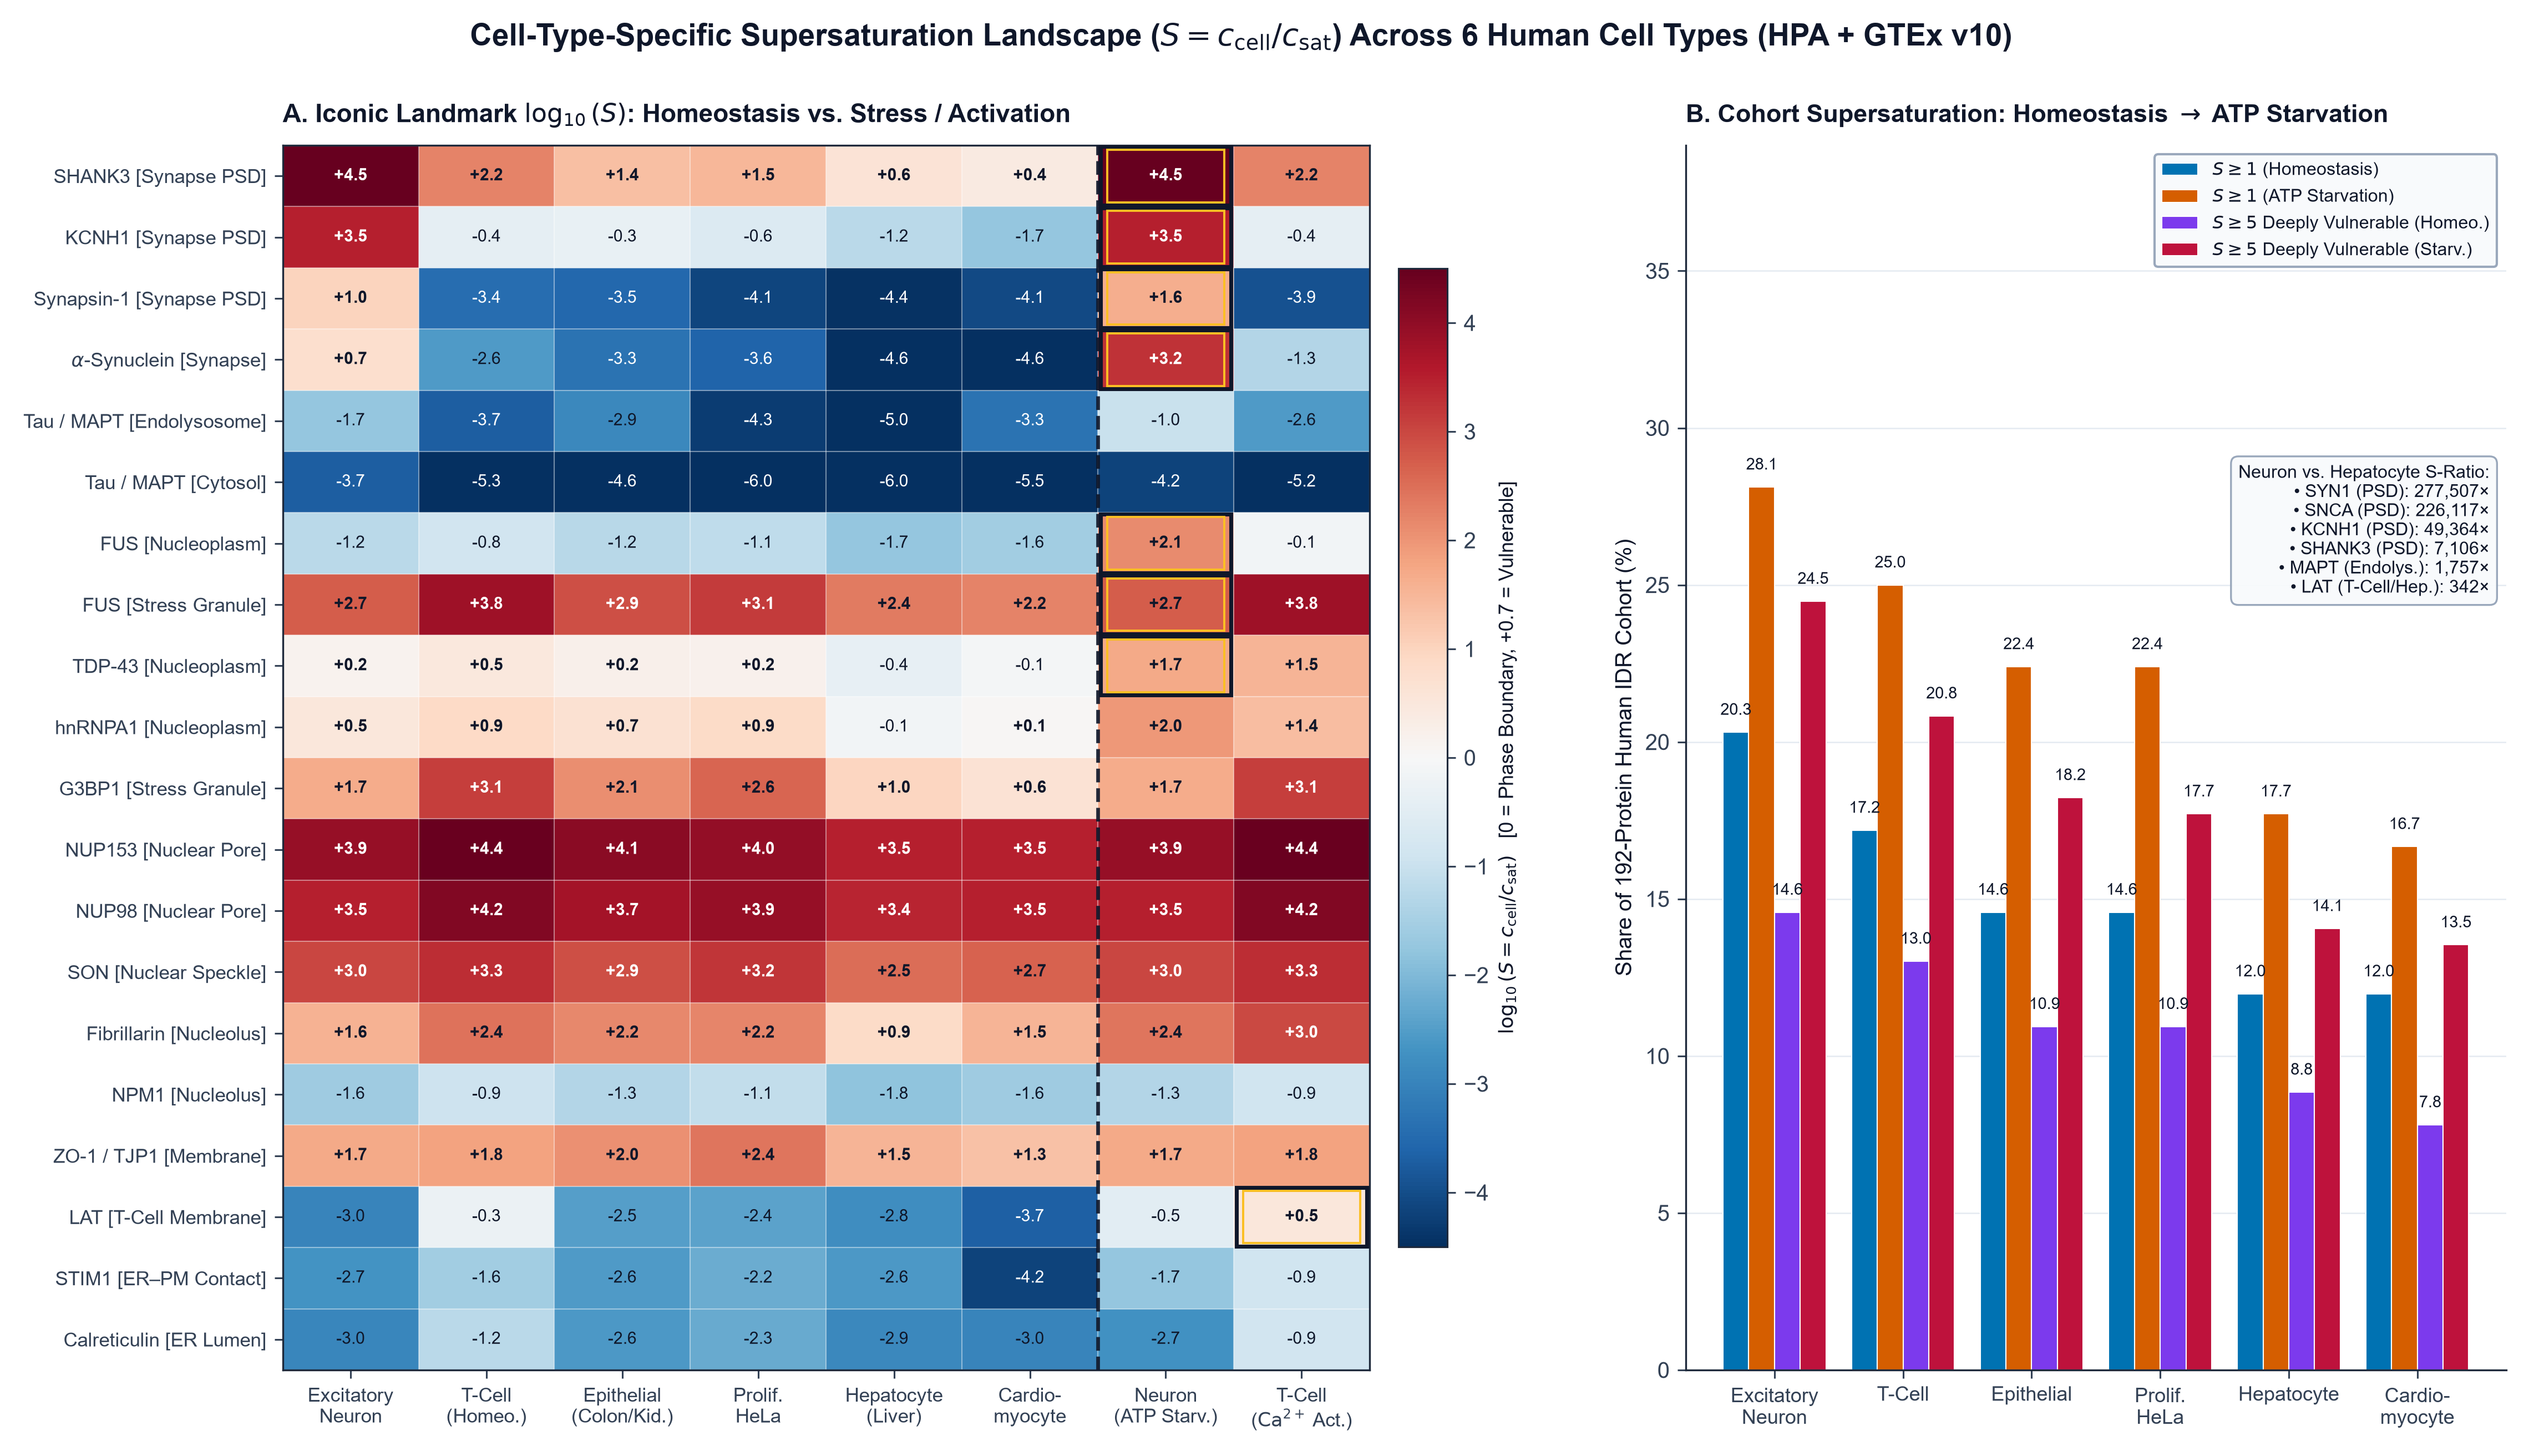 Cell-Type-Specific Supersaturation Landscape (S = c_cell/c_sat) Across 6 Human Cell Types (HPA + GTEx v10)
A. Iconic Landmark log₁₀ (S): Homeostasis vs. Stress / Activation
SHANK3 [Synapse PSD] +4.5 +2.2 +1.4 +1.5 +0.6 +0.4 +4.5 +2.2
KCNH1 [Synapse PSD] +3.5 -0.4 -0.3 -0.6 -1.2 -1.7 +3.5 -0.4
Synapsin-1 [Synapse PSD] +1.0 -3.4 -3.5 -4.1 -4.4 -4.1 +1.6 -3.9
α-Synuclein [Synapse] +0.7 -2.6 -3.3 -3.6 -4.6 -4.6 +3.2 -1.3
Tau / MAPT [Endolysosome] -1.7 -3.7 -2.9 -4.3 -5.0 -3.3 -1.0 -2.6
Tau / MAPT [Cytosol] -3.7 -5.3 -4.6 -6.0 -6.0 -5.5 -4.2 -5.2
FUS [Nucleoplasm] -1.2 -0.8 -1.2 -1.1 -1.7 -1.6 +2.1 -0.1
FUS [Stress Granule] +2.7 +3.8 +2.9 +3.1 +2.4 +2.2 +2.7 +3.8
TDP-43 [Nucleoplasm] +0.2 +0.5 +0.2 +0.2 -0.4 -0.1 +1.7 +1.5
hnRNPA1 [Nucleoplasm] +0.5 +0.9 +0.7 +0.9 -0.1 +0.1 +2.0 +1.4
G3BP1 [Stress Granule] +1.7 +3.1 +2.1 +2.6 +1.0 +0.6 +1.7 +3.1
NUP153 [Nuclear Pore] +3.9 +4.4 +4.1 +4.0 +3.5 +3.5 +3.9 +4.4
NUP98 [Nuclear Pore] +3.5 +4.2 +3.7 +3.9 +3.4 +3.5 +3.5 +4.2
SON [Nuclear Speckle] +3.0 +3.3 +2.9 +3.2 +2.5 +2.7 +3.0 +3.3
Fibrillarin [Nucleolus] +1.6 +2.4 +2.2 +2.2 +0.9 +1.5 +2.4 +3.0
NPM1 [Nucleolus] -1.6 -0.9 -1.3 -1.1 -1.8 -1.6 -1.3 -0.9
ZO-1 / TJP1 [Membrane] +1.7 +1.8 +2.0 +2.4 +1.5 +1.3 +1.7 +1.8
LAT [T-Cell Membrane] -3.0 -0.3 -2.5 -2.4 -2.8 -3.7 -0.5 +0.5
STIM1 [ER–PM Contact] -2.7 -1.6 -2.6 -2.2 -2.6 -4.2 -1.7 -0.9
Calreticulin [ER Lumen] -3.0 -1.2 -2.6 -2.3 -2.9 -3.0 -2.7 -0.9
Excitatory
Neuron
T-Cell
(Homeo.)
Epithelial
(Colon/Kid.)
Prolif.
HeLa
Hepatocyte
(Liver)
Cardio-
myocyte
Neuron
(ATP Starv.)
T-Cell
(Ca²⁺ Act.)
4
3
2
1
0
−1
−2
−3
−4
log₁₀ (S = c_cell/c_sat) [0 = Phase Boundary, +0.7 = Vulnerable]
B. Cohort Supersaturation: Homeostasis → ATP Starvation
S ≥ 1 (Homeostasis)
S ≥ 1 (ATP Starvation)
S ≥ 5 Deeply Vulnerable (Homeo.)
S ≥ 5 Deeply Vulnerable (Starv.)
Neuron vs. Hepatocyte S-Ratio:
• SYN1 (PSD): 277,507×
• SNCA (PSD): 226,117×
• KCNH1 (PSD): 49,364×
• SHANK3 (PSD): 7,106×
• MAPT (Endolys.): 1,757×
• LAT (T-Cell/Hep.): 342×
Share of 192-Protein Human IDR Cohort (%)
35
30
25
20
15
10
5
0
20.3 28.1 14.6 24.5
17.2 25.0 13.0 20.8
14.6 22.4 10.9 18.2
14.6 22.4 10.9 17.7
12.0 17.7 8.8 14.1
12.0 16.7 7.8 13.5
Excitatory
Neuron
T-Cell
Epithelial
Prolif.
HeLa
Hepatocyte
Cardio-
myocyte